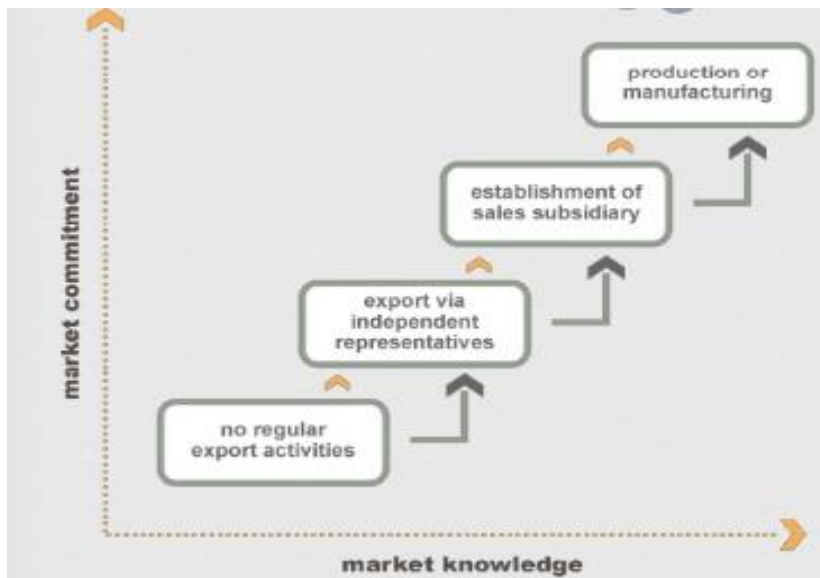 production or
manufacturing
establishment of
sales subsidiary
export via
independent
representatives
no regular
export activities
market commitment
market knowledge